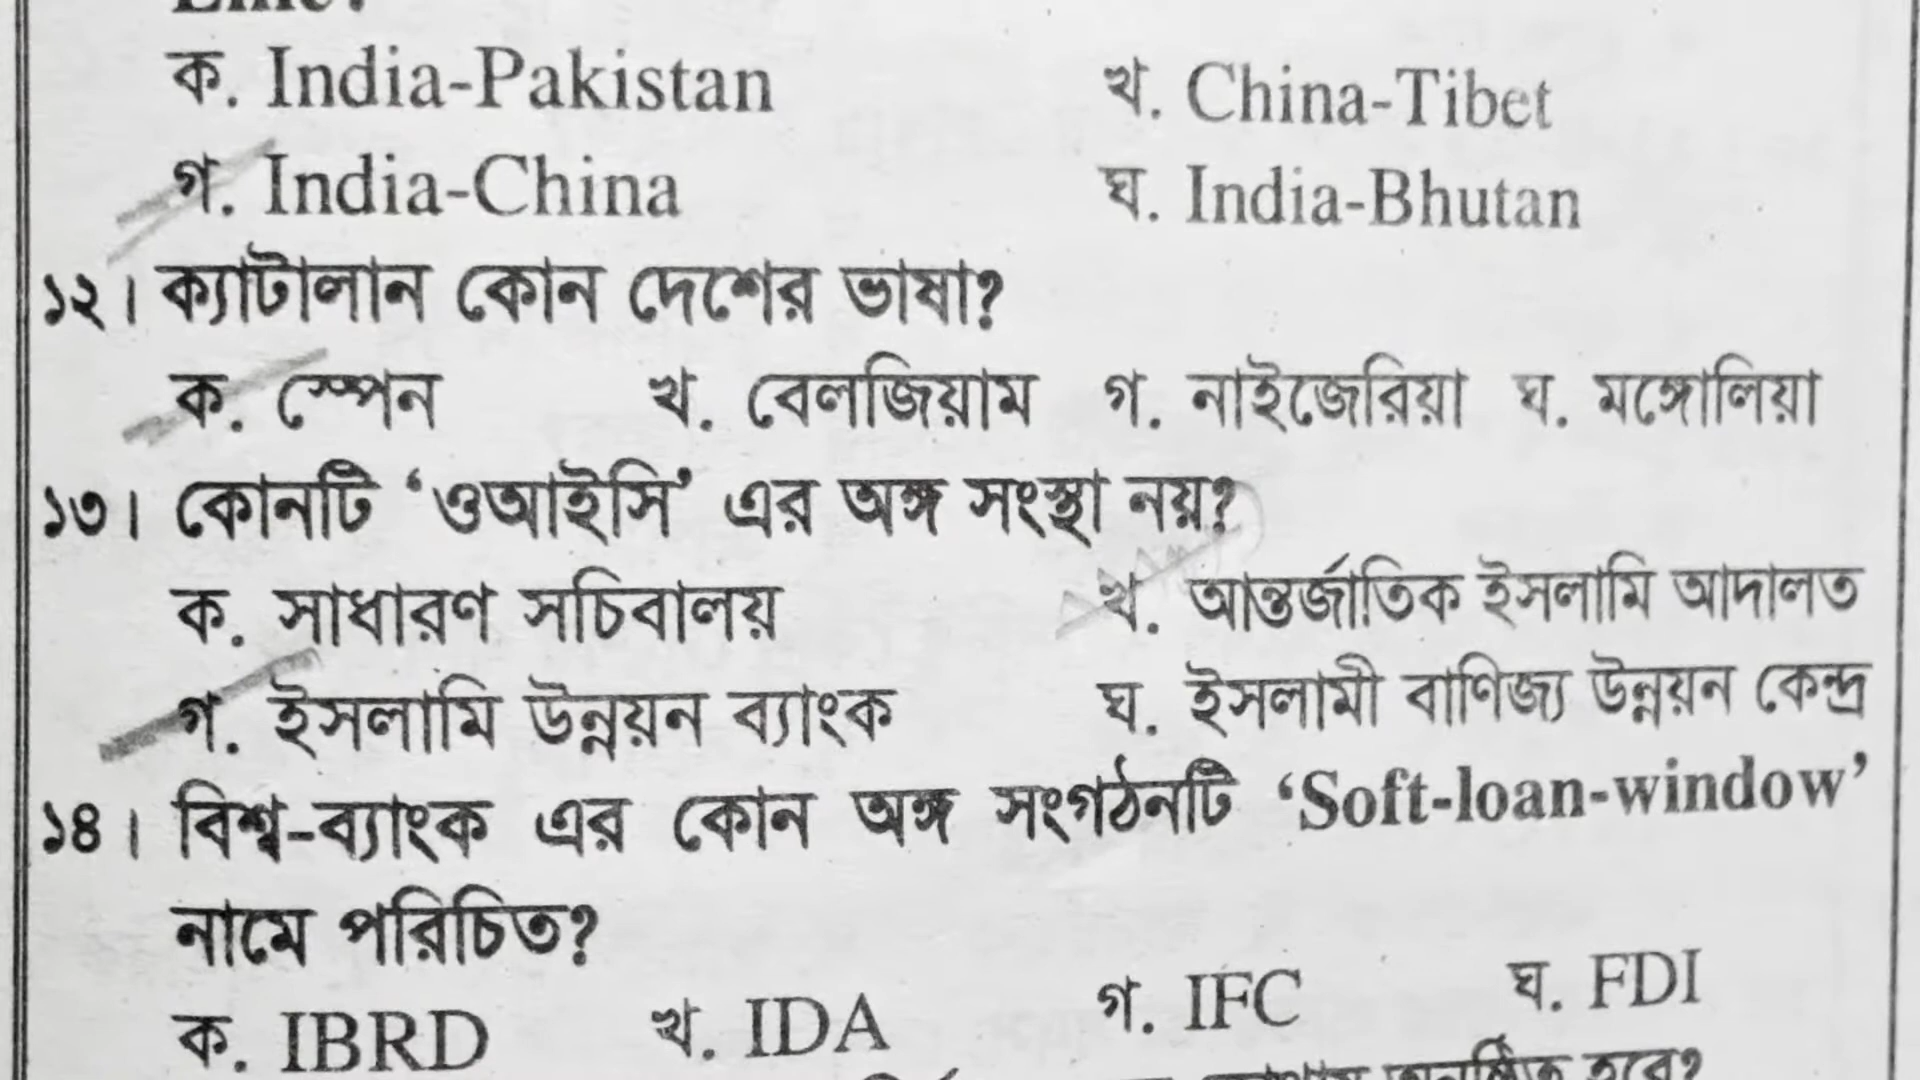 ক. India-Pakistan খ. China-Tibet
গ. India-China ঘ. India-Bhutan
১২। ক্যাটালান কোন দেশের ভাষা?
ক. স্পেন খ. বেলজিয়াম গ. নাইজেরিয়া ঘ. মঙ্গোলিয়া
১৩। কোনটি ‘ওআইসি’ এর অঙ্গ সংস্থা নয়?
ক. সাধারণ সচিবালয় খ. আন্তর্জাতিক ইসলামি আদালত
গ. ইসলামি উন্নয়ন ব্যাংক ঘ. ইসলামী বাণিজ্য উন্নয়ন কেন্দ্র
১৪। বিশ্ব-ব্যাংক এর কোন অঙ্গ সংগঠনটি ‘Soft-loan-window’
নামে পরিচিত?
ক. IBRD খ. IDA গ. IFC ঘ. FDI